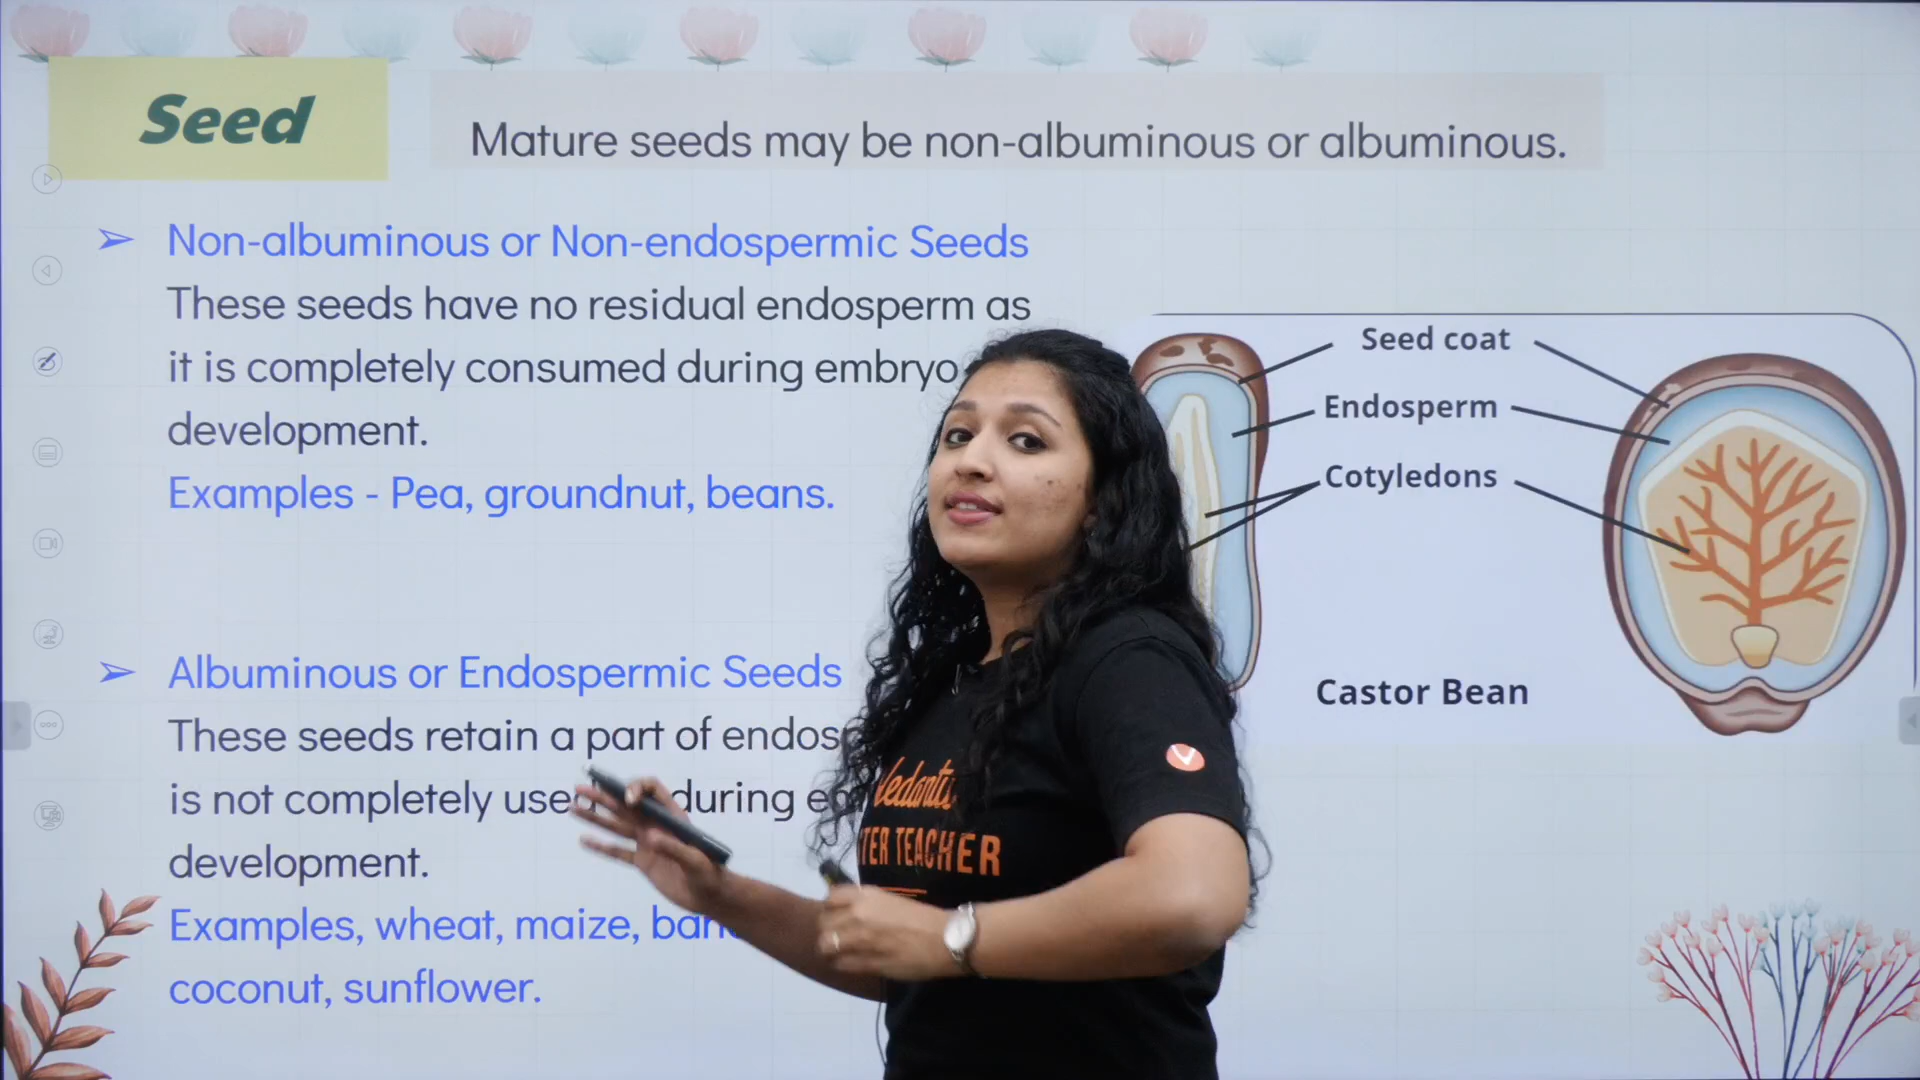 Seed
Mature seeds may be non-albuminous or albuminous.
Non-albuminous or Non-endospermic Seeds
These seeds have no residual endosperm as
it is completely consumed during embryo
development.
Examples - Pea, groundnut, beans.
Albuminous or Endospermic Seeds
These seeds retain a part of
is not completely during
development.
Examples, wheat, maize,
coconut, sunflower.
Seed coat
Endosperm
Cotyledons
Castor Bean
Vedantu
TEACHER